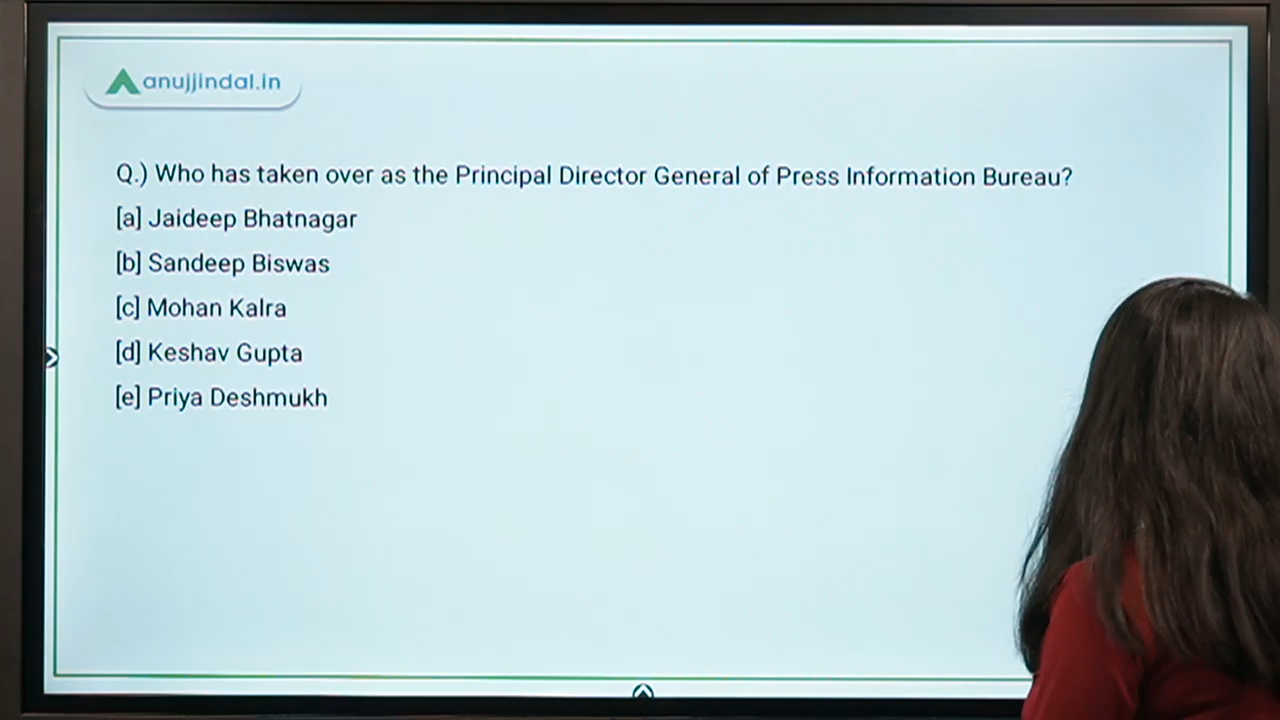 anujjindal.in
Q.) Who has taken over as the Principal Director General of Press Information Bureau?
[a] Jaideep Bhatnagar
[b] Sandeep Biswas
[c] Mohan Kalra
[d] Keshav Gupta
[e] Priya Deshmukh